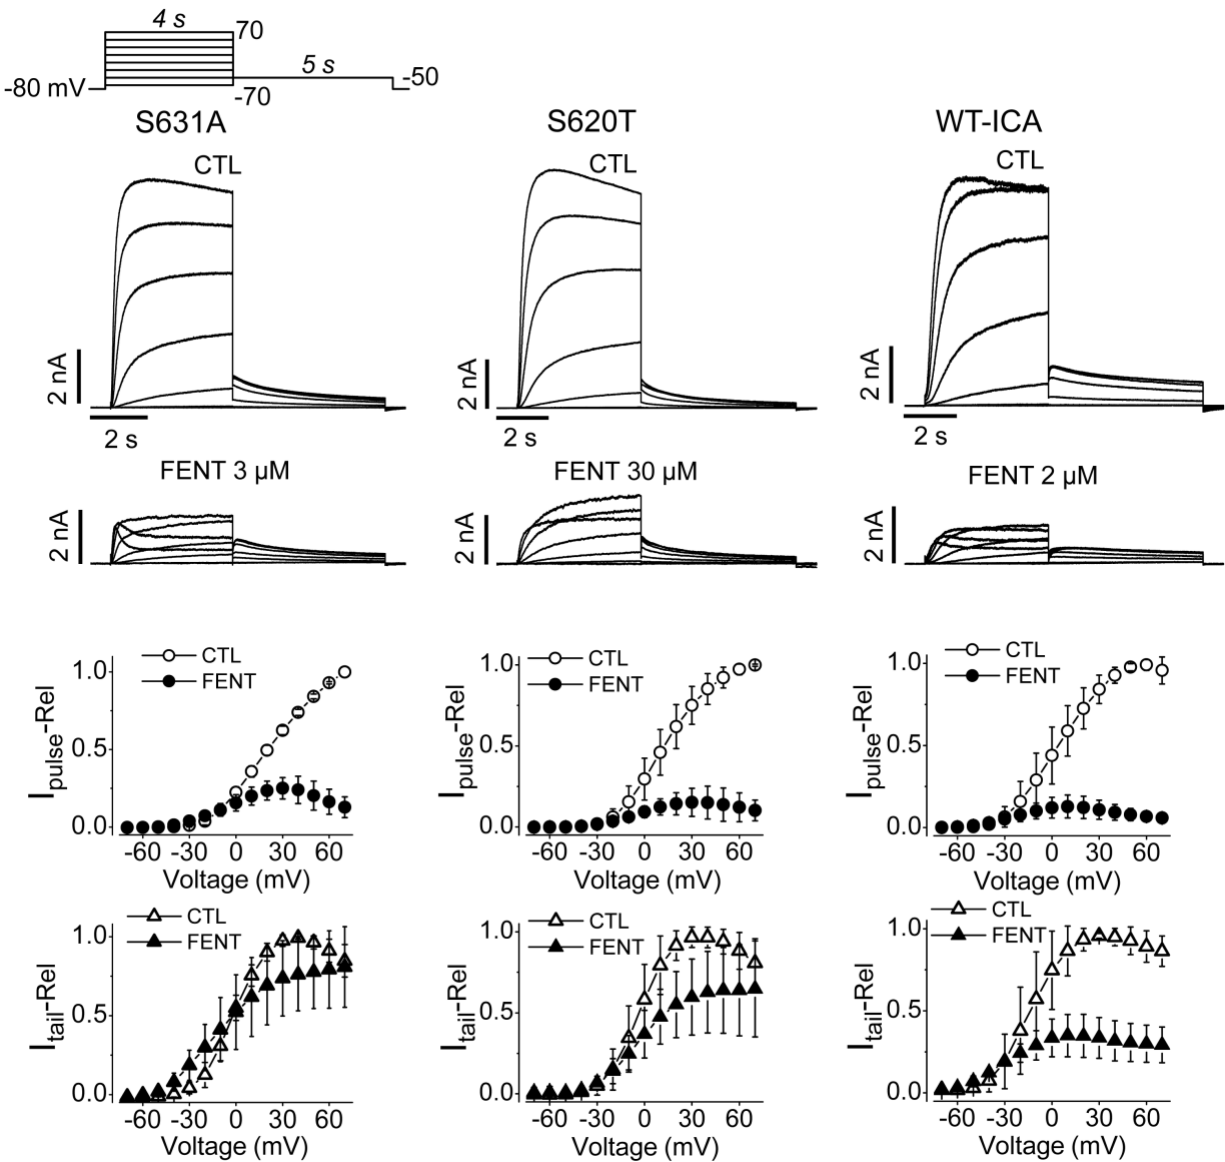 4 s
70
5 s
-80 mV
-50
-70
S631A
S620T
WT-ICA
CTL
CTL
CTL
2 nA
2 nA
2 nA
2 s
2 s
2 s
FENT 3 µM
FENT 30 µM
FENT 2 µM
2 nA
2 nA
2 nA
CTL
FENT
1.0
0.5
0.0
Ipulse-Rel
-60 -30 0 30 60
Voltage (mV)
CTL
FENT
1.0
0.5
0.0
Ipulse-Rel
-60 -30 0 30 60
Voltage (mV)
CTL
FENT
1.0
0.5
0.0
Ipulse-Rel
-60 -30 0 30 60
Voltage (mV)
CTL
FENT
1.0
0.5
0.0
Itail-Rel
-60 -30 0 30 60
Voltage (mV)
CTL
FENT
1.0
0.5
0.0
Itail-Rel
-60 -30 0 30 60
Voltage (mV)
CTL
FENT
1.0
0.5
0.0
Itail-Rel
-60 -30 0 30 60
Voltage (mV)